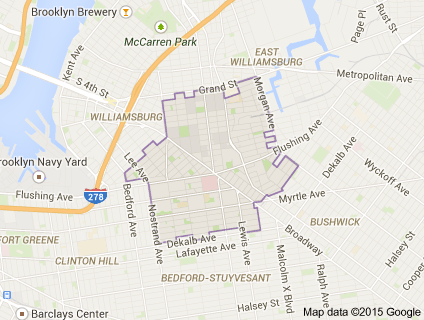 Brooklyn Brewery
McCarren Park
Page Pl
Rust St
Kent Ave
EAST
WILLIAMSBURG
S 4th St
Grand St
Metropolitan Ave
Morgan Ave
WILLIAMSBURG
Flushing Ave
Dekalb Ave
Wyckoff Ave
Brooklyn Navy Yard
Lee Ave
Flushing Ave
278
Bedford Ave
Nostrand Ave
Myrtle Ave
BUSHWICK
Lewis Ave
Broadway
FORT GREENE
Dekalb Ave
Lafayette Ave
CLINTON HILL
Malcolm X Blvd
Ralph Ave
Halsey St
Cooper
BEDFORD-STUYVESANT
Halsey St
Barclays Center
Map data ©2015 Google